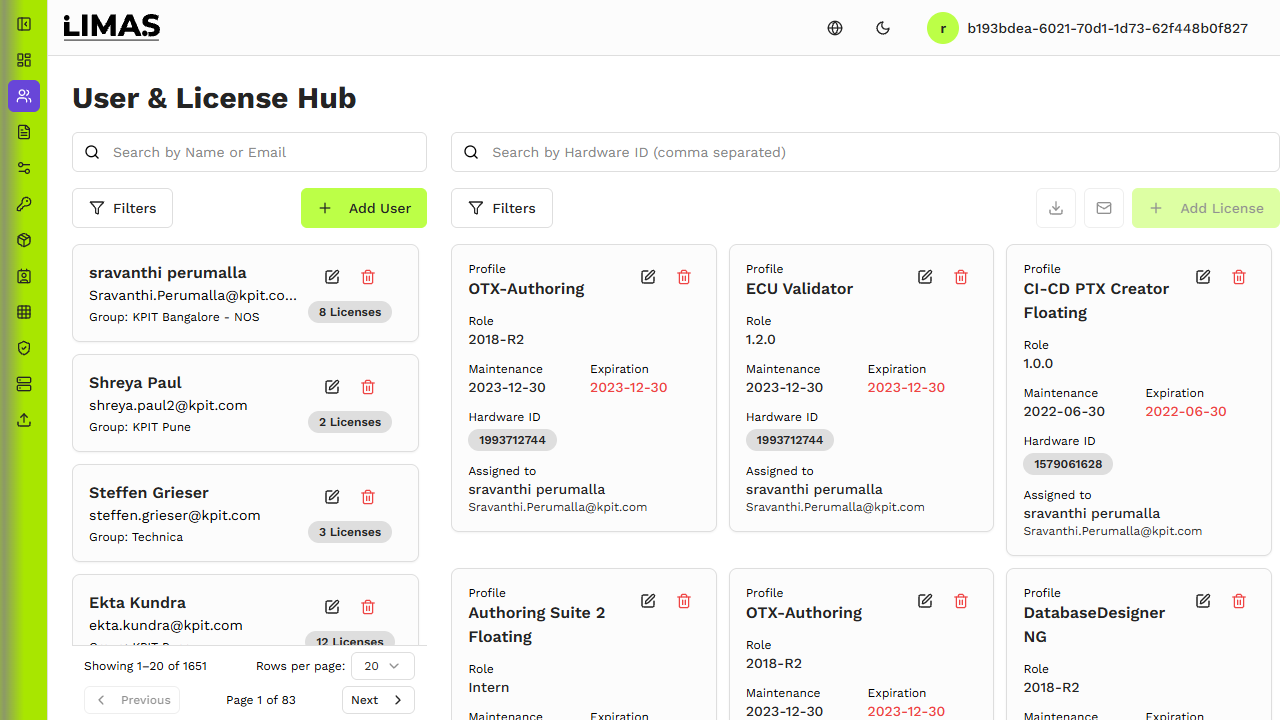 LIMAS
r
b193bdea-6021-70d1-1d73-62f448b0f827
User & License Hub
Search by Name or Email
Search by Hardware ID (comma separated)
Filters
Add User
Filters
Add License
sravanthi perumalla
Sravanthi.Perumalla@kpit.co...
Group: KPIT Bangalore - NOS
8 Licenses
Shreya Paul
shreya.paul2@kpit.com
Group: KPIT Pune
2 Licenses
Steffen Grieser
steffen.grieser@kpit.com
Group: Technica
3 Licenses
Ekta Kundra
ekta.kundra@kpit.com
12 Licenses
Showing 1–20 of 1651
Rows per page:
20
Previous
Page 1 of 83
Next
Profile
OTX-Authoring
Role
2018-R2
Maintenance
Expiration
2023-12-30
2023-12-30
Hardware ID
1993712744
Assigned to
sravanthi perumalla
Sravanthi.Perumalla@kpit.com
Profile
ECU Validator
Role
1.2.0
Maintenance
Expiration
2023-12-30
2023-12-30
Hardware ID
1993712744
Assigned to
sravanthi perumalla
Sravanthi.Perumalla@kpit.com
Profile
CI-CD PTX Creator
Floating
Role
1.0.0
Maintenance
Expiration
2022-06-30
2022-06-30
Hardware ID
1579061628
Assigned to
sravanthi perumalla
Sravanthi.Perumalla@kpit.com
Profile
Authoring Suite 2
Floating
Role
Intern
Maintenance
Expiration
Profile
OTX-Authoring
Role
2018-R2
Maintenance
Expiration
2023-12-30
2023-12-30
Profile
DatabaseDesigner
NG
Role
2018-R2
Maintenance
Expiration